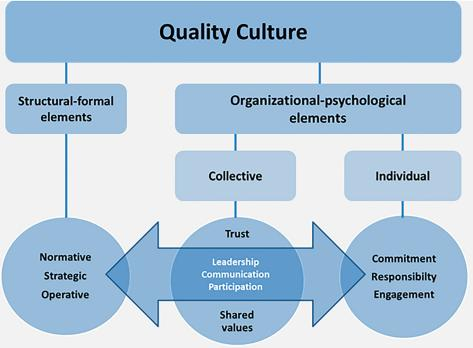 Quality Culture
Structural-formal
elements
Organizational-psychological
elements
Collective
Individual
Normative
Strategic
Operative
Trust
Leadership
Communication
Participation
Shared
values
Commitment
Responsibilty
Engagement